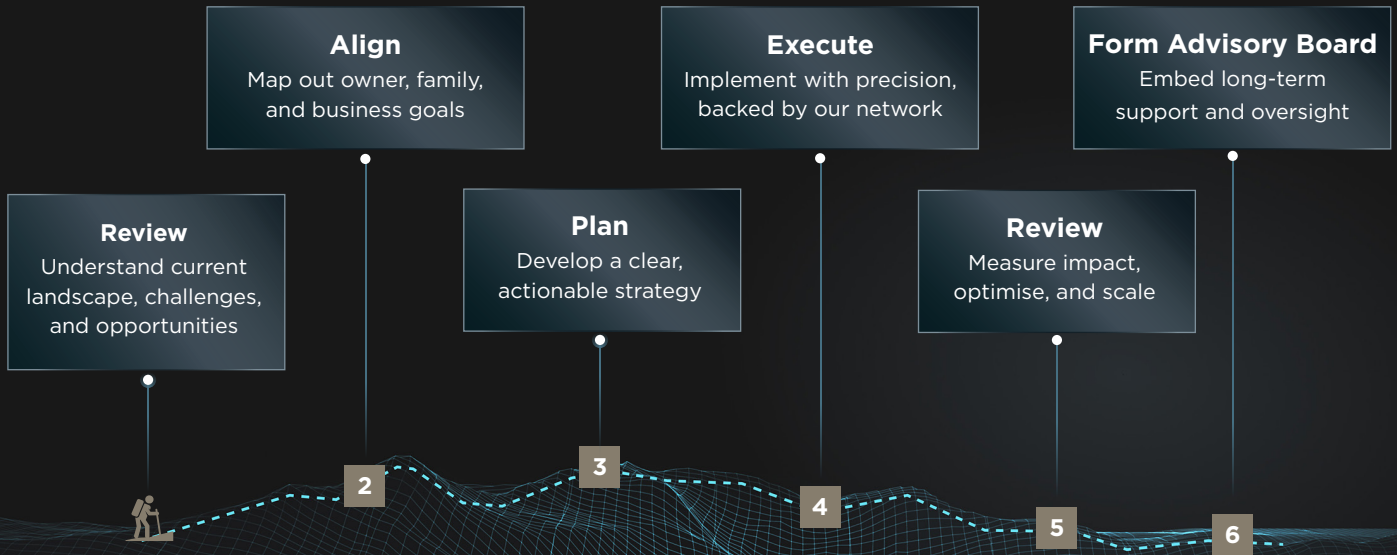 Review
Understand current
landscape, challenges,
and opportunities
Align
Map out owner, family,
and business goals
2
Plan
Develop a clear,
actionable strategy
3
Execute
Implement with precision,
backed by our network
4
Review
Measure impact,
optimise, and scale
5
Form Advisory Board
Embed long-term
support and oversight
6